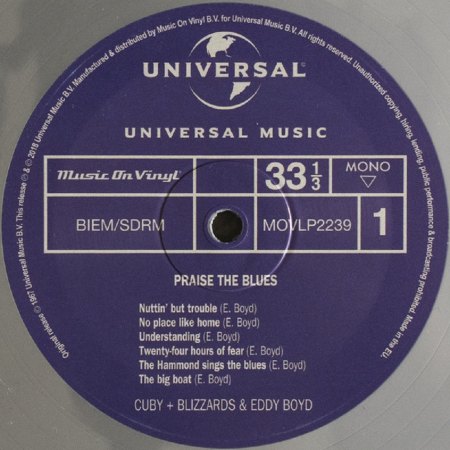 Original release ℗ 1967 Universal Music B.V. This release ℗ & © 2018 Universal Music B.V. Manufactured & distributed by Music On Vinyl B.V. for Universal Music B.V. All rights reserved. Unauthorized copying, hiring, lending, public performance & broadcasting prohibited. Made in the EU.
UNIVERSAL
UNIVERSAL MUSIC
Music On Vinyl
33 1/3
MONO
BIEM/SDRM
MOVLP2239
1
PRAISE THE BLUES
Nuttin' but trouble (E. Boyd)
No place like home (E. Boyd)
Understanding (E. Boyd)
Twenty-four hours of fear (E. Boyd)
The Hammond sings the blues (E. Boyd)
The big boat (E. Boyd)
CUBY + BLIZZARDS & EDDY BOYD